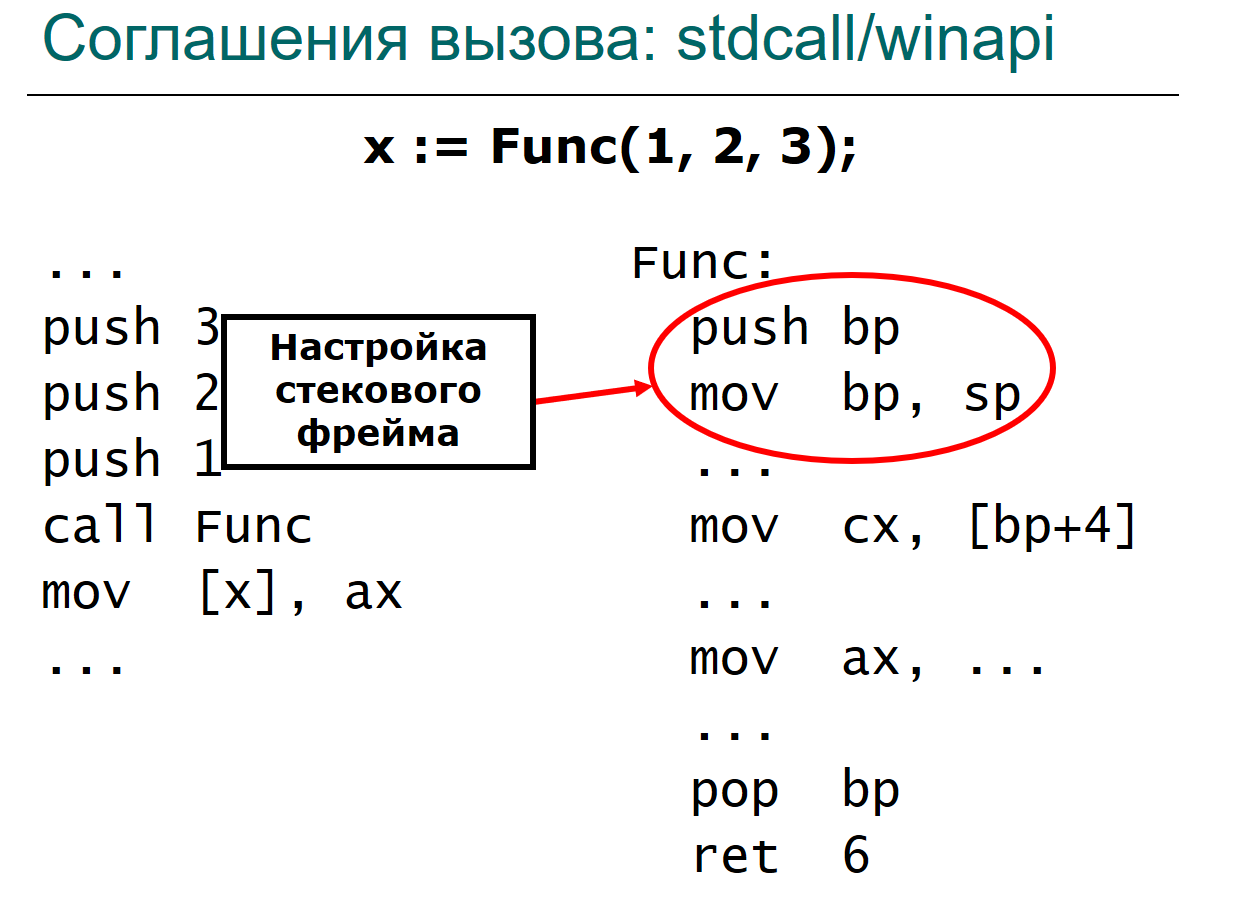 Соглашения вызова: stdcall/winapi
x := Func(1, 2, 3);
...
push 3
push 2
push 1
call Func
mov [x], ax
...
Настройка
стекового
фрейма
Func:
push bp
mov bp, sp
...
mov cx, [bp+4]
...
mov ax, ...
...
pop bp
ret 6